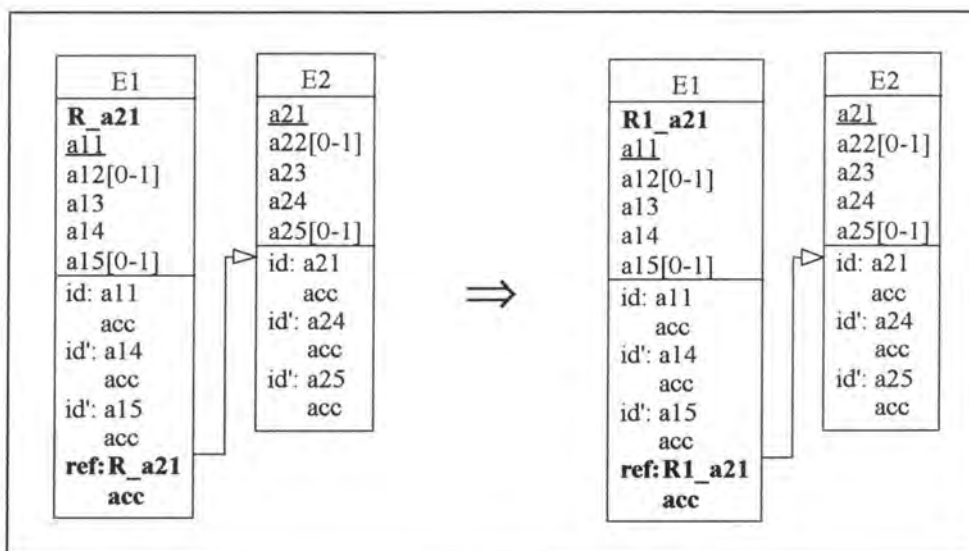 E1
R_a21
a11
a12[0-1]
a13
a14
a15[0-1]
id: a11
acc
id': a14
acc
id': a15
acc
ref:R_a21
acc
E2
a21
a22[0-1]
a23
a24
a25[0-1]
id: a21
acc
id': a24
acc
id': a25
acc
⇒
E1
R1_a21
a11
a12[0-1]
a13
a14
a15[0-1]
id: a11
acc
id': a14
acc
id': a15
acc
ref:R1_a21
acc
E2
a21
a22[0-1]
a23
a24
a25[0-1]
id: a21
acc
id': a24
acc
id': a25
acc